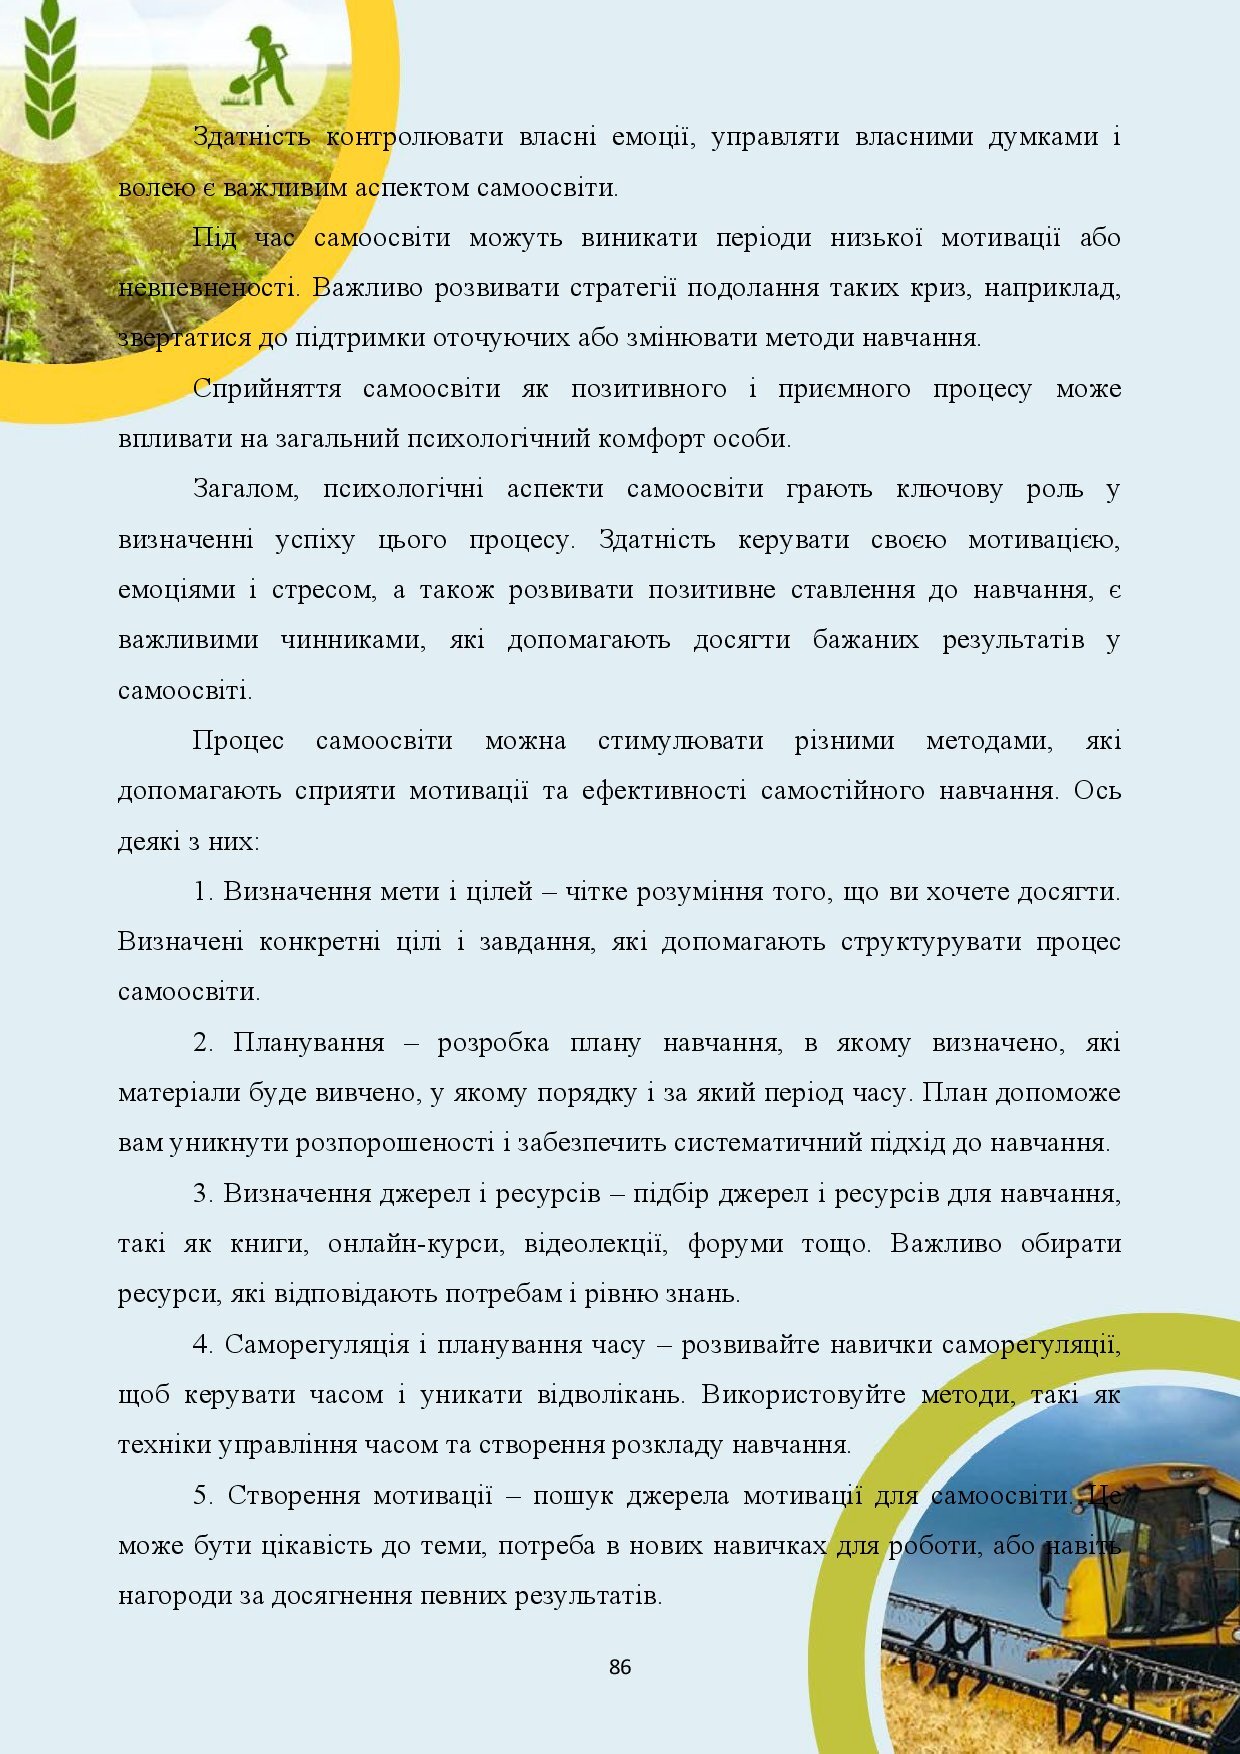 Здатність контролювати власні емоції, управляти власними думками і
волею є важливим аспектом самоосвіти.
Під час самоосвіти можуть виникати періоди низької мотивації або
невпевненості. Важливо розвивати стратегії подолання таких криз, наприклад,
звертатися до підтримки оточуючих або змінювати методи навчання.
Сприйняття самоосвіти як позитивного і приємного процесу може
впливати на загальний психологічний комфорт особи.
Загалом, психологічні аспекти самоосвіти грають ключову роль у
визначенні успіху цього процесу. Здатність керувати своєю мотивацією,
емоціями і стресом, а також розвивати позитивне ставлення до навчання, є
важливими чинниками, які допомагають досягти бажаних результатів у
самоосвіті.
Процес самоосвіти можна стимулювати різними методами, які
допомагають сприяти мотивації та ефективності самостійного навчання. Ось
деякі з них:
1. Визначення мети і цілей – чітке розуміння того, що ви хочете досягти.
Визначені конкретні цілі і завдання, які допомагають структурувати процес
самоосвіти.
2. Планування – розробка плану навчання, в якому визначено, які
матеріали буде вивчено, у якому порядку і за який період часу. План допоможе
вам уникнути розпорошеності і забезпечить систематичний підхід до навчання.
3. Визначення джерел і ресурсів – підбір джерел і ресурсів для навчання,
такі як книги, онлайн-курси, відеолекції, форуми тощо. Важливо обирати
ресурси, які відповідають потребам і рівню знань.
4. Саморегуляція і планування часу – розвивайте навички саморегуляції,
щоб керувати часом і уникати відволікань. Використовуйте методи, такі як
техніки управління часом та створення розкладу навчання.
5. Створення мотивації – пошук джерела мотивації для самоосвіти. Це
може бути цікавість до теми, потреба в нових навичках для роботи, або навіть
нагороди за досягнення певних результатів.
86